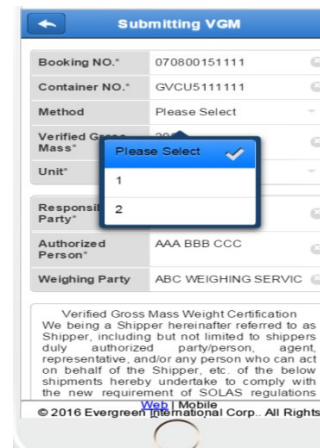 Submitting VGM
Booking NO.* 070800151111
Container NO.* GVCU5111111
Method Please Select
Verified Gross
Mass*
Please Select
Unit*
1
2
Party*
Authorized AAA BBB CCC
Person*
Weighing Party ABC WEIGHING SERVIC
Verified Gross Mass Weight Certification
We being a Shipper hereinafter referred to as
Shipper, including but not limited to shippers
duly authorized party/person, agent,
representative, and/or any person who can act
on behalf of the Shipper, etc. of the below
shipments hereby undertake to comply with
the new requirement of SOLAS regulations
Web | Mobile
© 2016 Evergreen International Corp.. All Rights